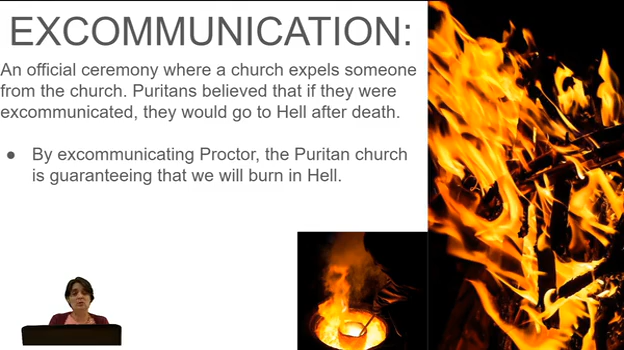 EXCOMMUNICATION:
An official ceremony where a church expels someone
from the church. Puritans believed that if they were
excommunicated, they would go to Hell after death.
● By excommunicating Proctor, the Puritan church
is guaranteeing that we will burn in Hell.